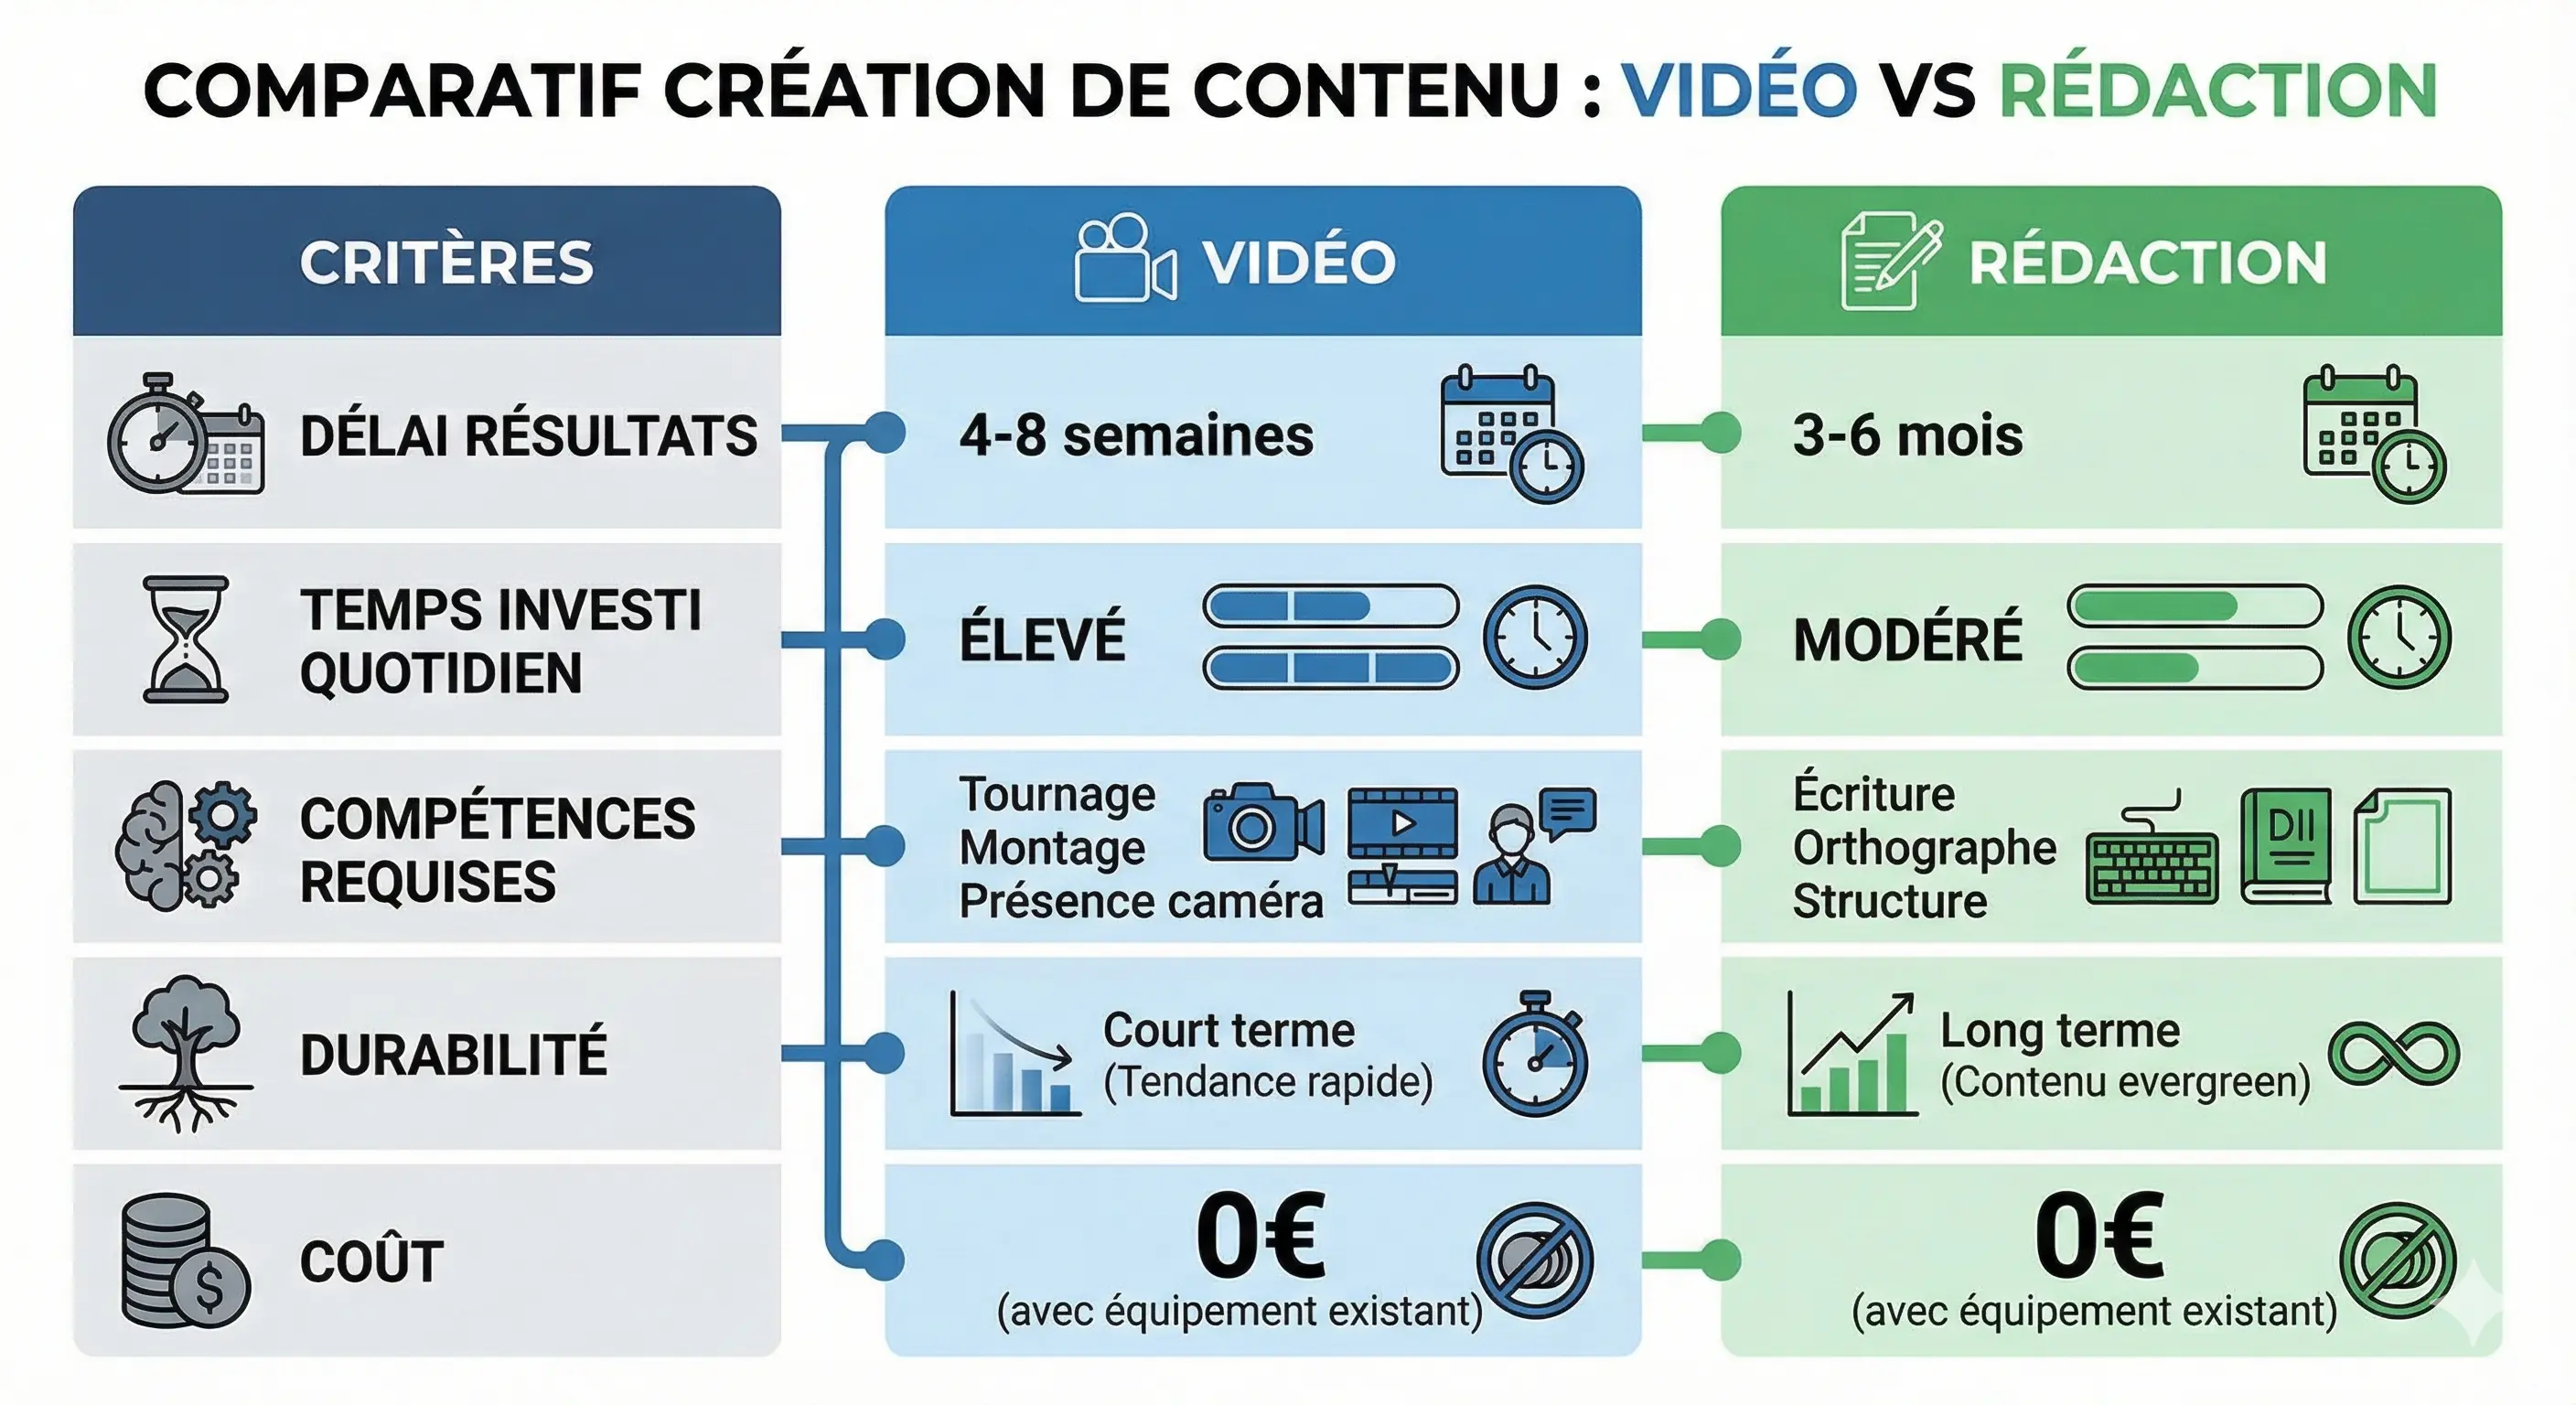 COMPARATIF CRÉATION DE CONTENU : VIDÉO VS RÉDACTION
CRITÈRES
VIDÉO
RÉDACTION
DÉLAI RÉSULTATS
4-8 semaines
3-6 mois
TEMPS INVESTI
QUOTIDIEN
ÉLEVÉ
MODÉRÉ
COMPÉTENCES
REQUISES
Tournage
Montage
Présence caméra
Écriture
Orthographe
Structure
DURABILITÉ
Court terme
(Tendance rapide)
Long terme
(Contenu evergreen)
COÛT
$
0€
(avec équipement existant)
0€
(avec équipement existant)